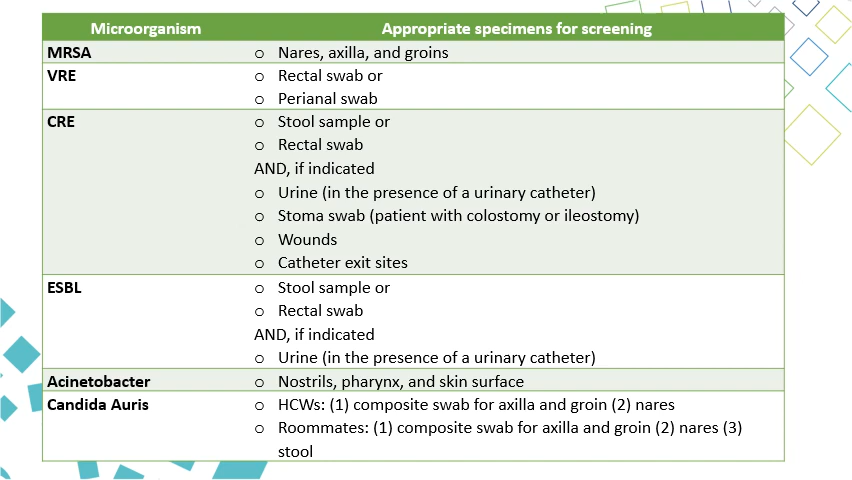 Microorganism Appropriate specimens for screening
MRSA o Nares, axilla, and groins
VRE o Rectal swab or
o Perianal swab
CRE o Stool sample or
o Rectal swab
AND, if indicated
o Urine (in the presence of a urinary catheter)
o Stoma swab (patient with colostomy or ileostomy)
o Wounds
o Catheter exit sites
ESBL o Stool sample or
o Rectal swab
AND, if indicated
o Urine (in the presence of a urinary catheter)
Acinetobacter o Nostrils, pharynx, and skin surface
Candida Auris o HCWs: (1) composite swab for axilla and groin (2) nares
o Roommates: (1) composite swab for axilla and groin (2) nares (3)
stool